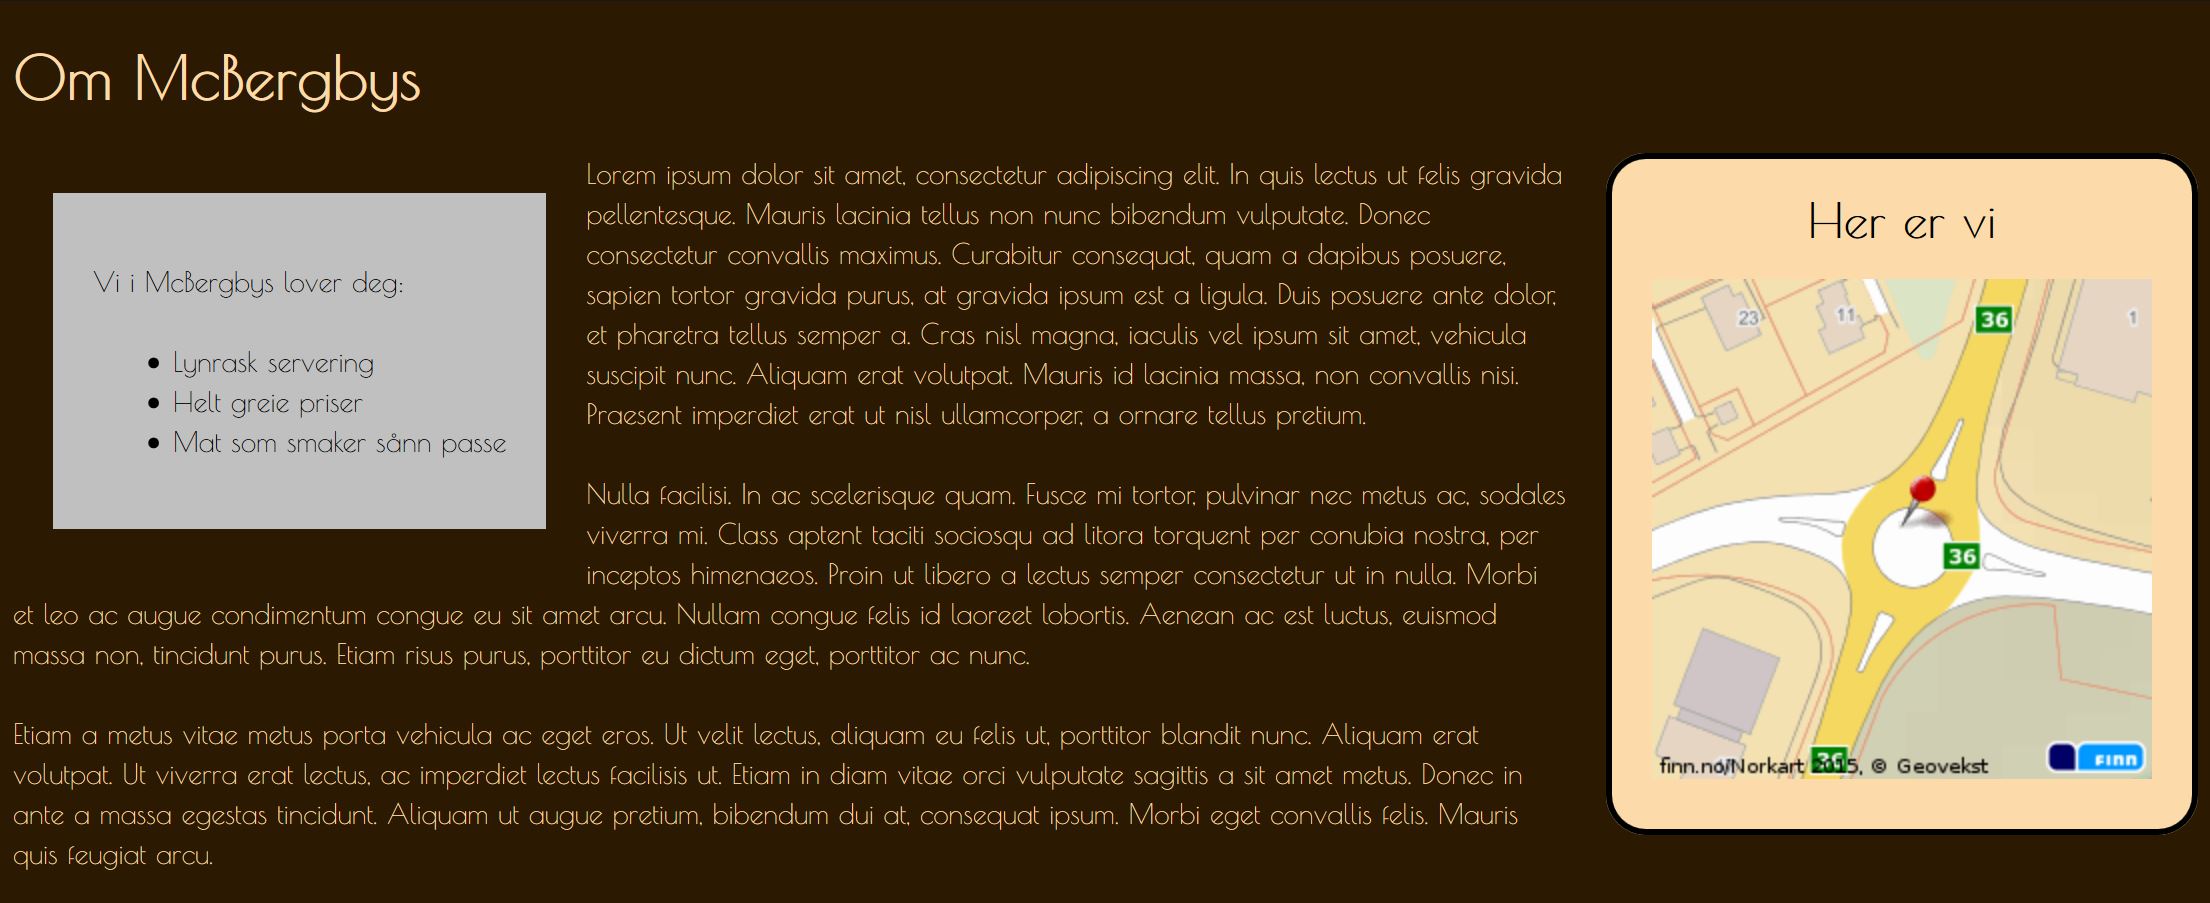 Om McBergbys
Vi i McBergbys lover deg:
Lynrask servering
Helt greie priser
Mat som smaker sånn passe
Lorem ipsum dolor sit amet, consectetur adipiscing elit. In quis lectus ut felis gravida
pellentesque. Mauris lacinia tellus non nunc bibendum vulputate. Donec
consectetur convallis maximus. Curabitur consequat, quam a dapibus posuere,
sapien tortor gravida purus, at gravida ipsum est a ligula. Duis posuere ante dolor,
et pharetra tellus semper a. Cras nisl magna, iaculis vel ipsum sit amet, vehicula
suscipit nunc. Aliquam erat volutpat. Mauris id lacinia massa, non convallis nisi.
Praesent imperdiet erat ut nisl ullamcorper, a ornare tellus pretium.
Nulla facilisi. In ac scelerisque quam. Fusce mi tortor, pulvinar nec metus ac, sodales
viverra mi. Class aptent taciti sociosqu ad litora torquent per conubia nostra, per
inceptos himenaeos. Proin ut libero a lectus semper consectetur ut in nulla. Morbi
et leo ac augue condimentum congue eu sit amet arcu. Nullam congue felis id laoreet lobortis. Aenean ac est luctus, euismod
massa non, tincidunt purus. Etiam risus purus, porttitor eu dictum eget, porttitor ac nunc.
Etiam a metus vitae metus porta vehicula ac eget eros. Ut velit lectus, aliquam eu felis ut, porttitor blandit nunc. Aliquam erat
volutpat. Ut viverra erat lectus, ac imperdiet lectus facilisis ut. Etiam in diam vitae orci vulputate sagittis a sit amet metus. Donec in
ante a massa egestas tincidunt. Aliquam ut augue pretium, bibendum dui at, consequat ipsum. Morbi eget convallis felis. Mauris
quis feugiat arcu.
Her er vi
23
11
36
1
36
36
finn.no/Norkart 2015, © Geovekst
FINN